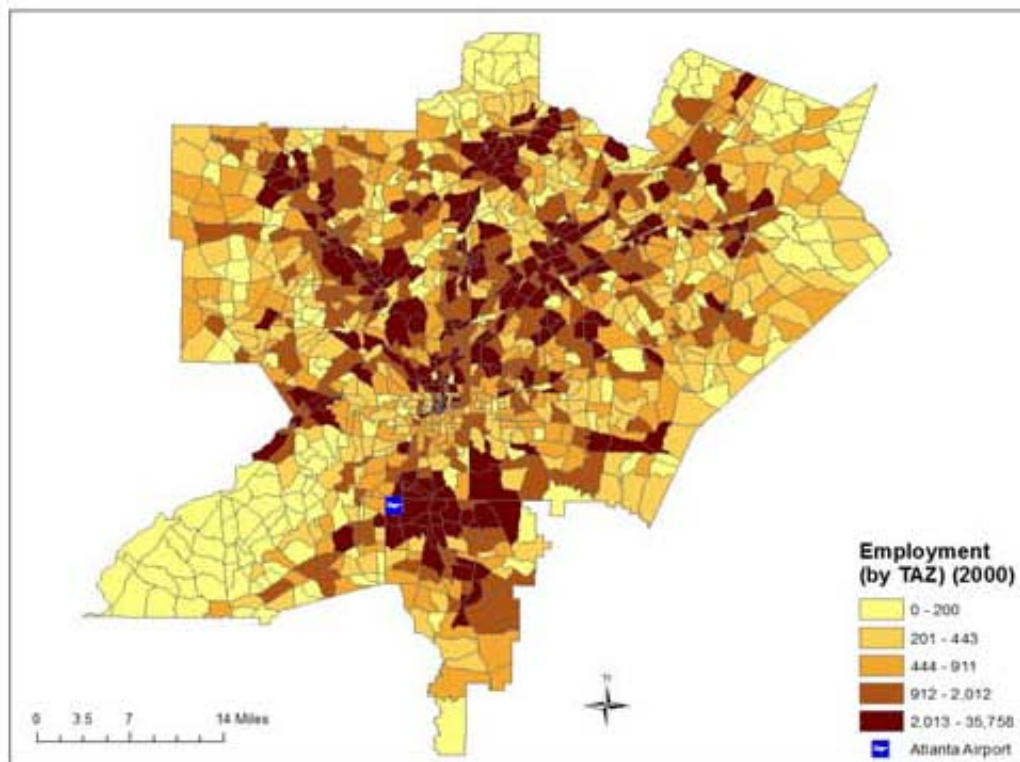 Employment
(by TAZ) (2000)
0 - 200
201 - 443
444 - 911
912 - 2,012
2,013 - 35,758
Atlanta Airport
0 3.5 7 14 Miles